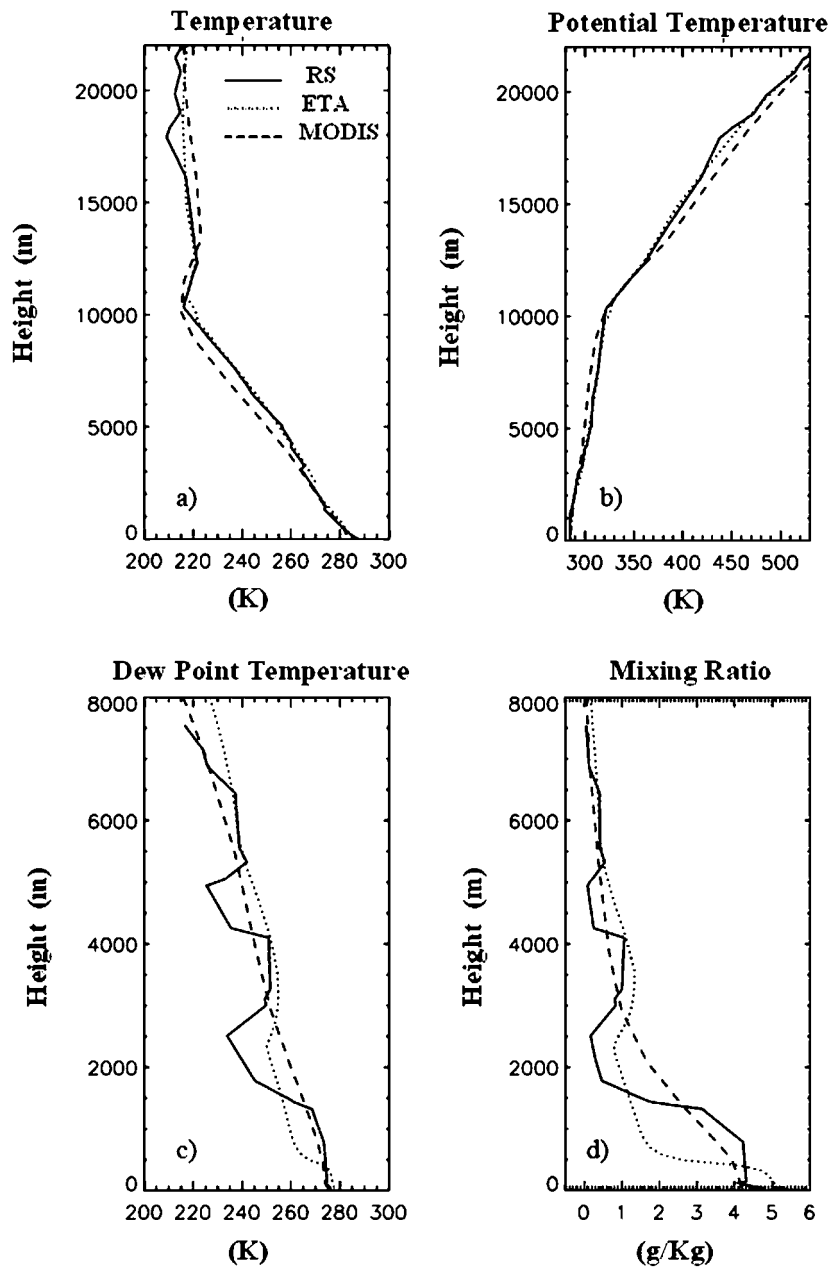 Temperature
20000
15000
10000
5000
0
Height (m)
RS
ETA
MODIS
a)
200 220 240 260 280 300
(K)
Potential Temperature
20000
15000
10000
5000
0
Height (m)
b)
300 350 400 450 500
(K)
Dew Point Temperature
8000
6000
4000
2000
0
Height (m)
c)
200 220 240 260 280 300
(K)
Mixing Ratio
8000
6000
4000
2000
0
Height (m)
d)
0 1 2 3 4 5 6
(g/Kg)